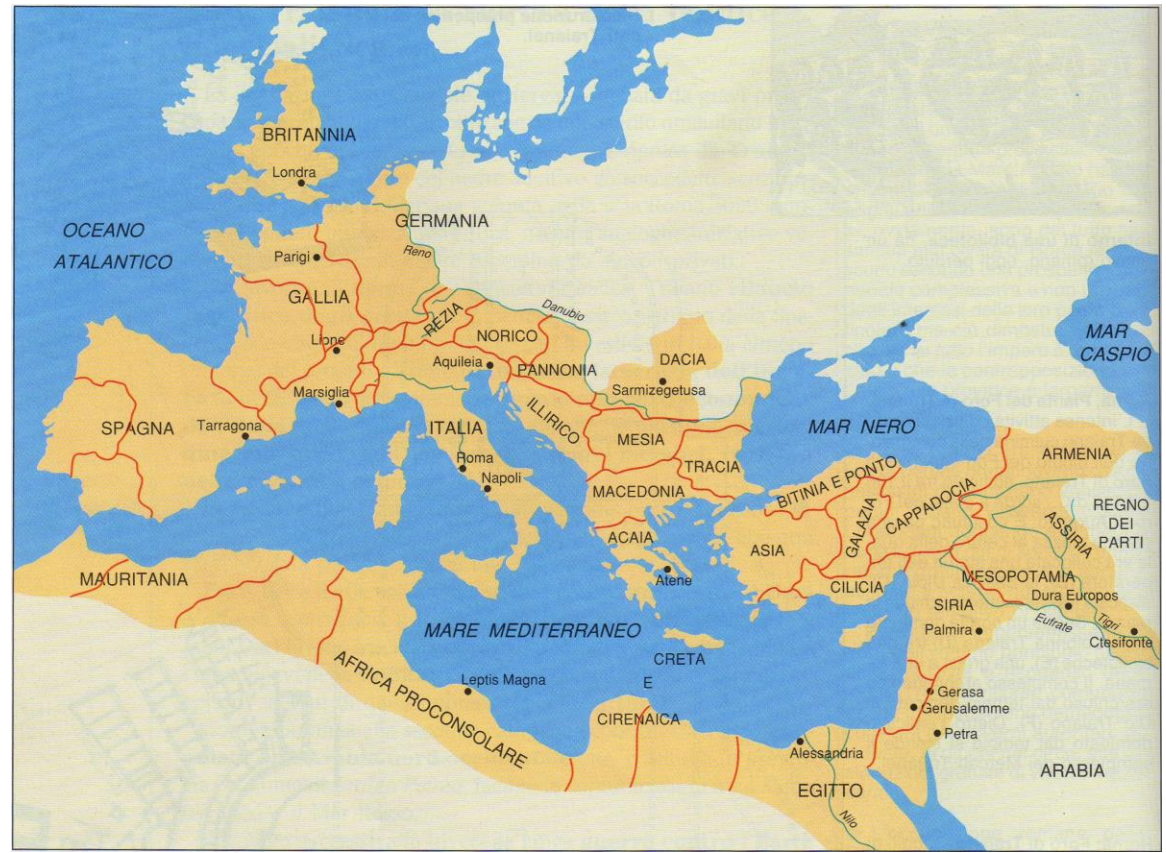 BRITANNIA
Londra
OCEANO
ATALANTICO
GERMANIA
Reno
Parigi
GALLIA
Lione
REZIA
Danubio
NORICO
DACIA
Aquileia
PANNONIA
Sarmizegetusa
MAR
CASPIO
Marsiglia
ILLIRICO
SPAGNA
Tarragona
ITALIA
MESIA
MAR NERO
Roma
Napoli
TRACIA
MACEDONIA
BITINIA E PONTO
ARMENIA
CAPPADOCIA
GALAZIA
ASSIRIA
REGNO
DEI
PARTI
ACAIA
ASIA
Atene
CILICIA
MESOPOTAMIA
Dura Europos
MAURITANIA
SIRIA
Eufrate
Tigri
Palmira
Ctesifonte
MARE MEDITERRANEO
CRETA
E
CIRENAICA
AFRICA PROCONSOLARE
Leptis Magna
Gerasa
Gerusalemme
Petra
Alessandria
EGITTO
Nilo
ARABIA